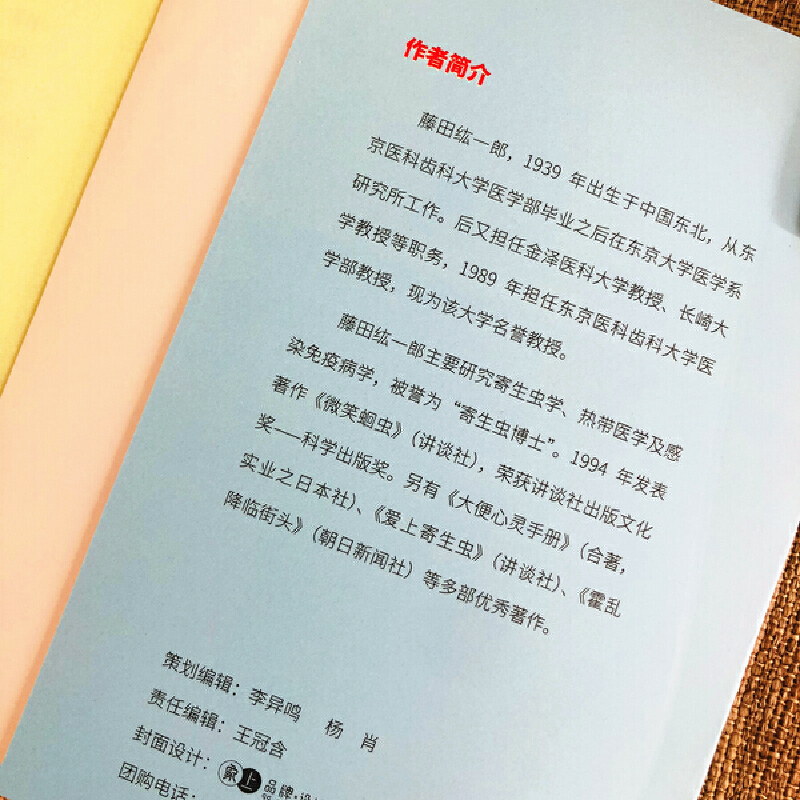 作者简介
藤田纮一郎，1939 年出生于中国东北，从东
京医科齿科大学医学部毕业之后在东京大学医学系
研究所工作。后又担任金泽医科大学教授、长崎大
学教授等职务，1989 年担任东京医科齿科大学医
学部教授，现为该大学名誉教授。
藤田纮一郎主要研究寄生虫学、热带医学及感
染免疫病学，被誉为“寄生虫博士”。1994 年发表
著作《微笑蛔虫》（讲谈社），荣获讲谈社出版文化
奖——科学出版奖。另有《大便心灵手册》（合著，
实业之日本社）、《爱上寄生虫》（讲谈社）、《霍乱
降临街头》（朝日新闻社）等多部优秀著作。
策划编辑：李异鸣 杨 肖
责任编辑：王冠含
封面设计：象上 品牌·设
团购电话：